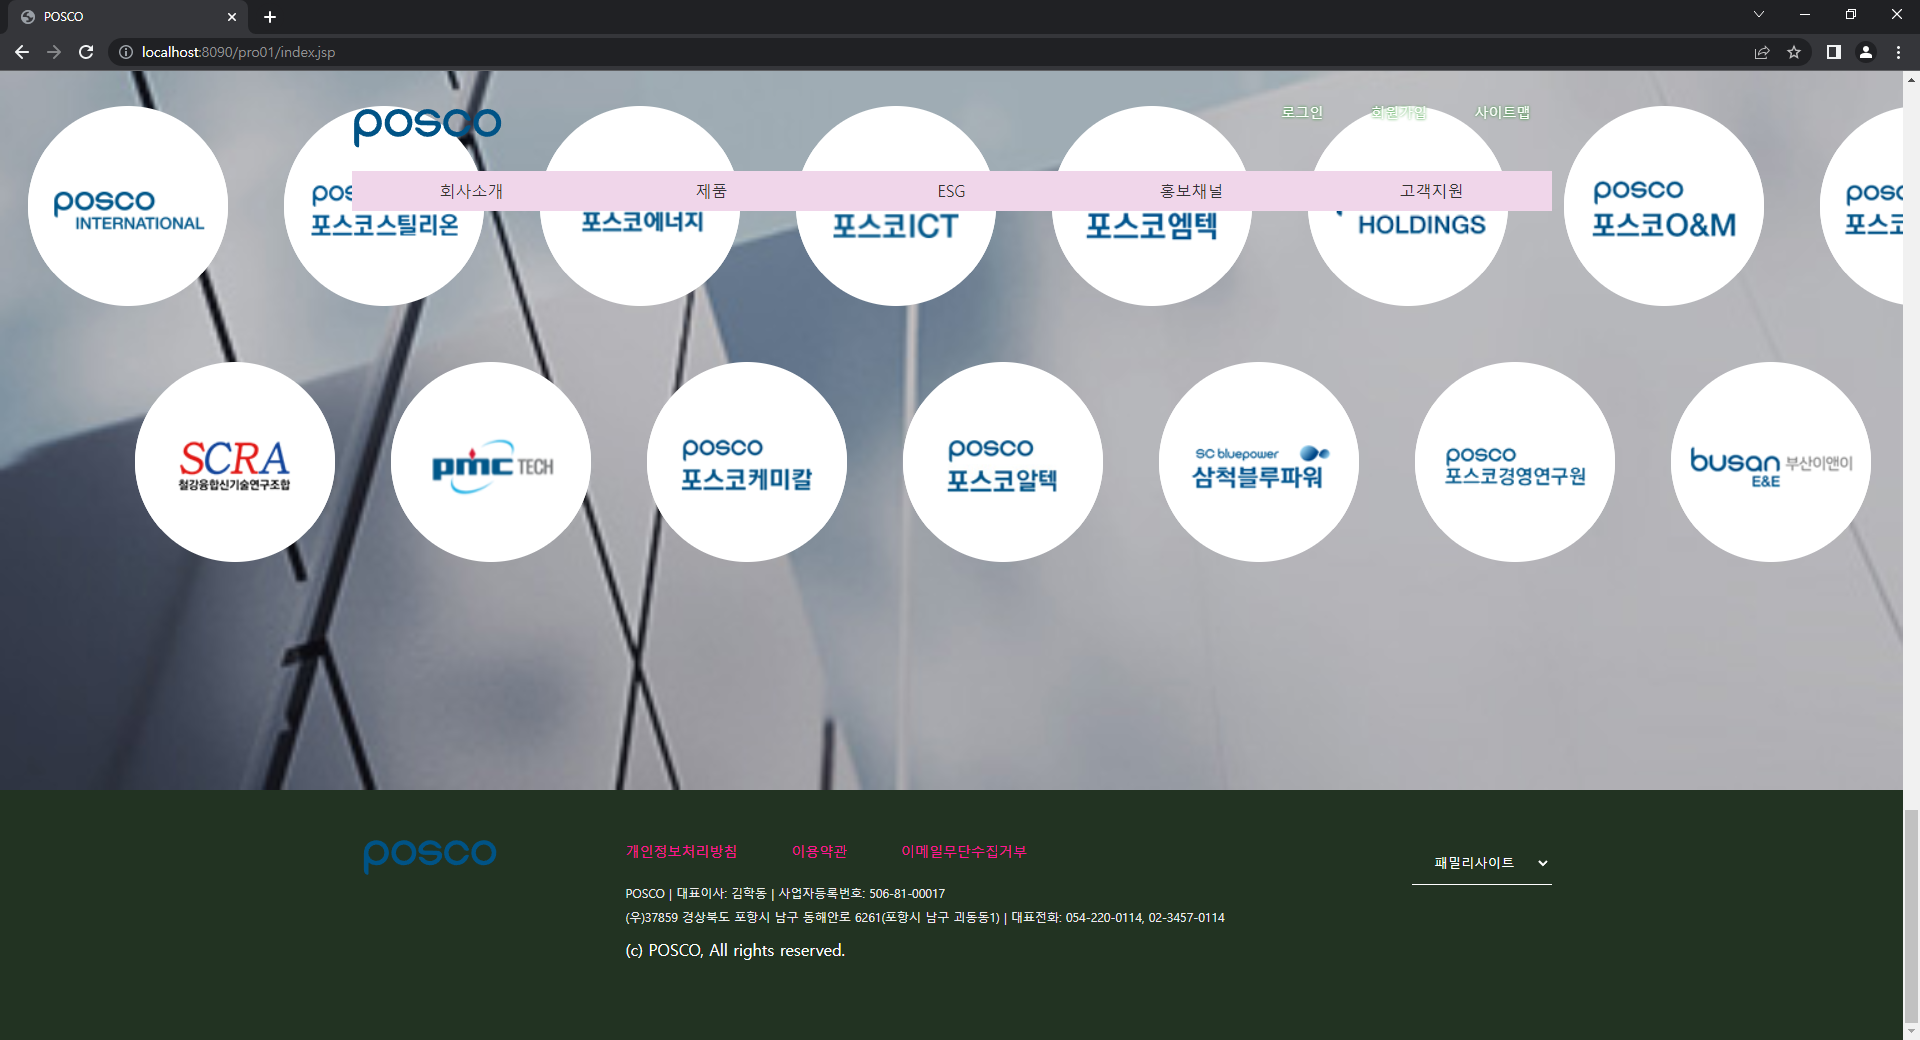 POSCO
localhost:8090/pro01/index.jsp
posco
로그인 회원가입 사이트맵
회사소개 제품 ESG 홍보채널 고객지원
posco
INTERNATIONAL
포스코스틸리온
포스코에너지
포스코ICT
포스코엠텍
HOLDINGS
posco
포스코O&M
SCRA
철강융합신기술연구조합
pmc TECH
posco
포스코케미칼
posco
포스코알텍
SC bluepower
삼척블루파워
posco
포스코경영연구원
busan 부산이앤이
E&E
posco
개인정보처리방침 이용약관 이메일무단수집거부
패밀리사이트
POSCO | 대표이사: 김학동 | 사업자등록번호: 506-81-00017
(우)37859 경상북도 포항시 남구 동해안로 6261(포항시 남구 괴동동1) | 대표전화: 054-220-0114, 02-3457-0114
(c) POSCO, All rights reserved.